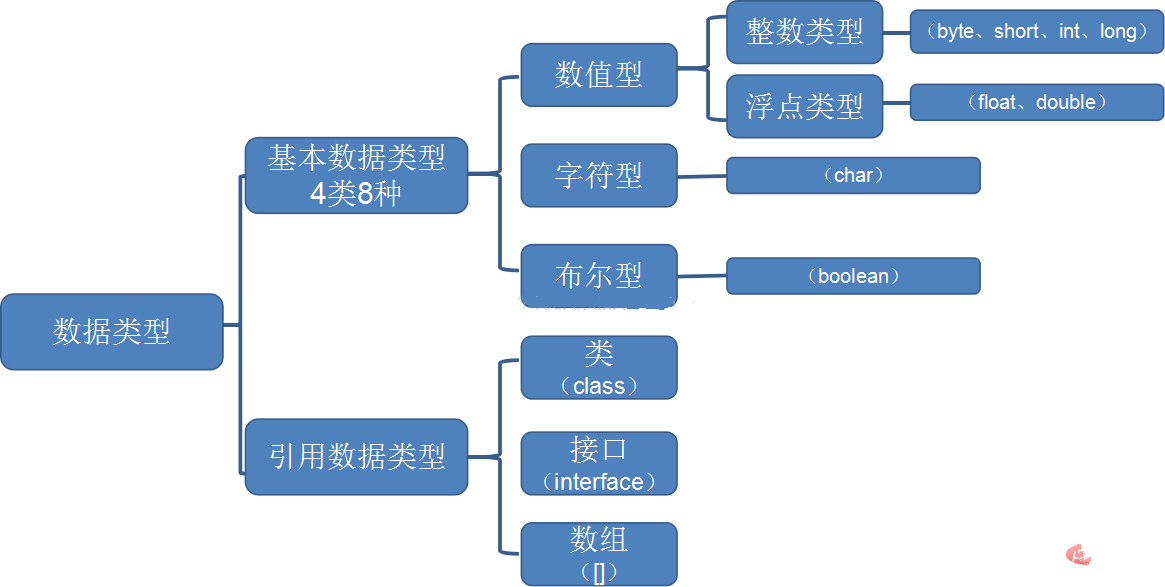 数据类型
基本数据类型
4类8种
数值型
整数类型
（byte、short、int、long）
浮点类型
（float、double）
字符型
（char）
布尔型
（boolean）
引用数据类型
类
（class）
接口
（interface）
数组
（[]）